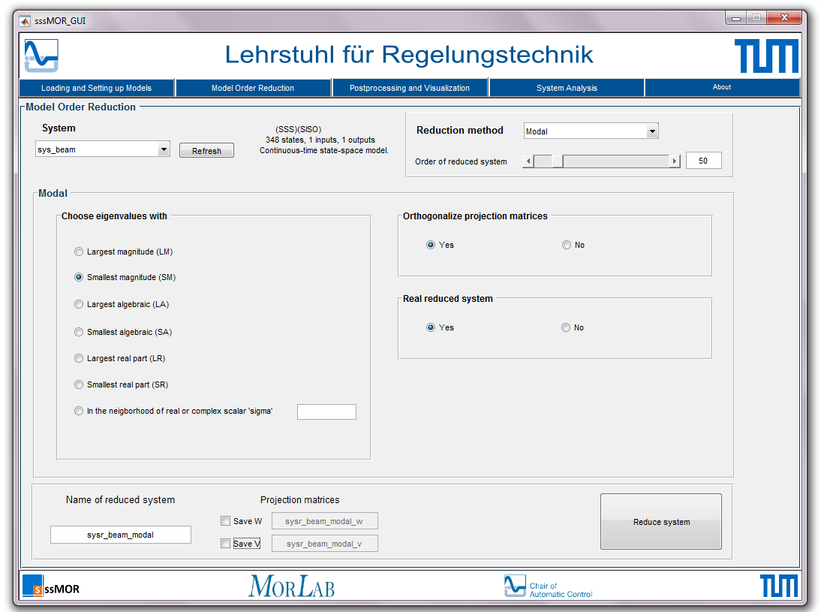 sssMOR_GUI
Lehrstuhl für Regelungstechnik
TUM
Loading and Setting up Models
Model Order Reduction
Postprocessing and Visualization
System Analysis
About
Model Order Reduction
System
sys_beam
Refresh
(SSS)(SISO)
348 states, 1 inputs, 1 outputs
Continuous-time state-space model.
Reduction method
Modal
Order of reduced system
50
Modal
Choose eigenvalues with
Largest magnitude (LM)
Smallest magnitude (SM)
Largest algebraic (LA)
Smallest algebraic (SA)
Largest real part (LR)
Smallest real part (SR)
In the neigborhood of real or complex scalar 'sigma'
Orthogonalize projection matrices
Yes
No
Real reduced system
Yes
No
Name of reduced system
sysr_beam_modal
Projection matrices
Save W
sysr_beam_modal_w
Save V
sysr_beam_modal_v
Reduce system
sssMOR
MORLAB
Chair of
Automatic Control
TUM